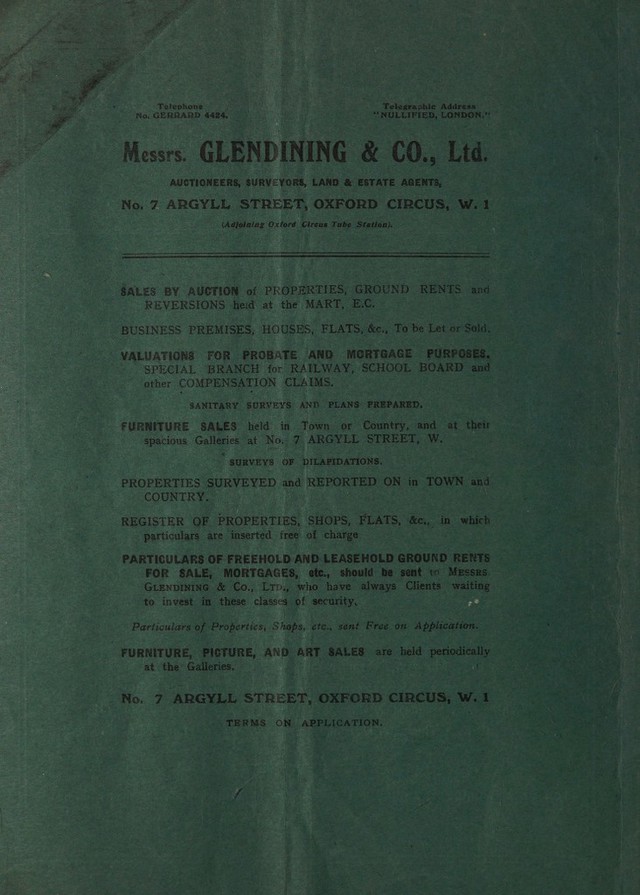 Telephone
No. GERRARD 4424.
Telegraphic Address
"NULLIFIED, LONDON."
Messrs. GLENDINING & CO., Ltd.
AUCTIONEERS, SURVEYORS, LAND & ESTATE AGENTS,
No. 7 ARGYLL STREET, OXFORD CIRCUS, W. 1
(Adjoining Oxford Circus Tube Station).
SALES BY AUCTION of PROPERTIES, GROUND RENTS and
REVERSIONS held at the MART, E.C.
BUSINESS PREMISES, HOUSES, FLATS, &c., To be Let or Sold.
VALUATIONS FOR PROBATE AND MORTGAGE PURPOSES.
SPECIAL BRANCH for RAILWAY, SCHOOL BOARD and
other COMPENSATION CLAIMS.
SANITARY SURVEYS AND PLANS PREPARED.
FURNITURE SALES held in Town or Country, and at their
spacious Galleries at No. 7 ARGYLL STREET, W.
SURVEYS OF DILAPIDATIONS.
PROPERTIES SURVEYED and REPORTED ON in TOWN and
COUNTRY.
REGISTER OF PROPERTIES, SHOPS, FLATS, &c., in which
particulars are inserted free of charge
PARTICULARS OF FREEHOLD AND LEASEHOLD GROUND RENTS
FOR SALE, MORTGAGES, etc., should be sent to MESSRS.
GLENDINING & Co., LTD., who have always Clients waiting
to invest in these classes of security.
Particulars of Properties, Shops, etc., sent Free on Application.
FURNITURE, PICTURE, AND ART SALES are held periodically
at the Galleries.
No. 7 ARGYLL STREET, OXFORD CIRCUS, W. 1
TERMS ON APPLICATION.